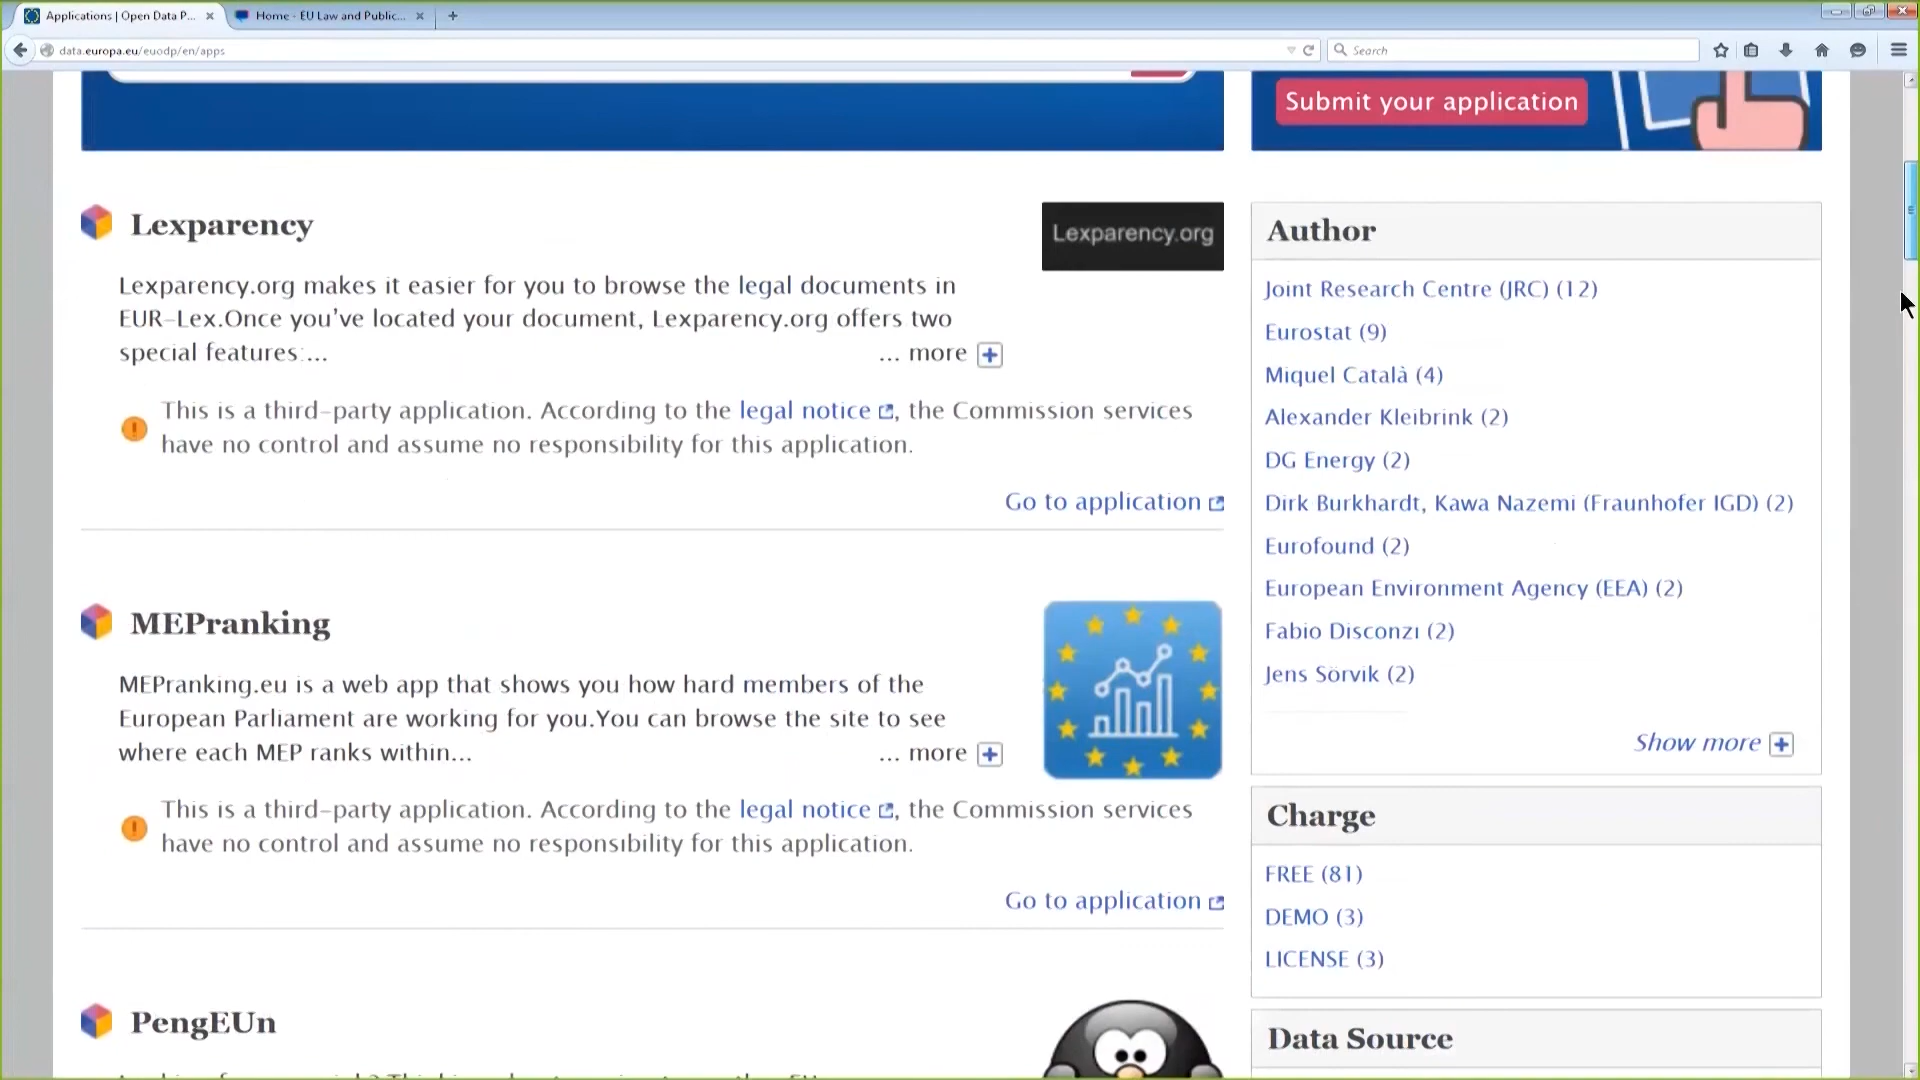 Applications | Open Data P...
Home - EU Law and Public...
data.europa.eu/euodp/en/apps
Search
Submit your application
Lexparency
Lexparency.org
Lexparency.org makes it easier for you to browse the legal documents in
EUR-Lex.Once you've located your document, Lexparency.org offers two
special features:...
... more
This is a third-party application. According to the legal notice, the Commission services
have no control and assume no responsibility for this application.
Go to application
MEPranking
MEPranking.eu is a web app that shows you how hard members of the
European Parliament are working for you.You can browse the site to see
where each MEP ranks within...
... more
This is a third-party application. According to the legal notice, the Commission services
have no control and assume no responsibility for this application.
Go to application
PengEUn
Author
Joint Research Centre (JRC) (12)
Eurostat (9)
Miquel Català (4)
Alexander Kleibrink (2)
DG Energy (2)
Dirk Burkhardt, Kawa Nazemi (Fraunhofer IGD) (2)
Eurofound (2)
European Environment Agency (EEA) (2)
Fabio Disconzi (2)
Jens Sörvik (2)
Show more
Charge
FREE (81)
DEMO (3)
LICENSE (3)
Data Source